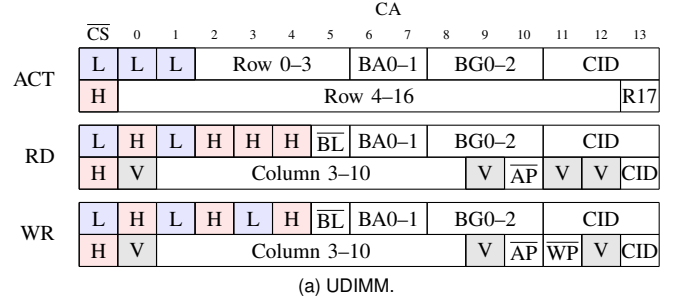 CA
CS 0 1 2 3 4 5 6 7 8 9 10 11 12 13
ACT
L L L Row 0–3 BA0–1 BG0–2 CID
H Row 4–16 R17
RD
L H L H H H BL BA0–1 BG0–2 CID
H V Column 3–10 V AP V V CID
WR
L H L H L H BL BA0–1 BG0–2 CID
H V Column 3–10 V AP WP V CID
(a) UDIMM.